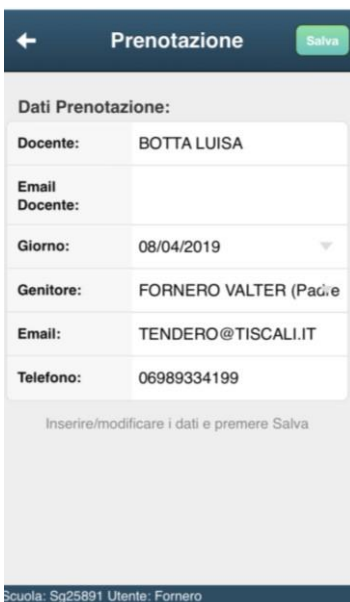 Prenotazione
Salva
Dati Prenotazione:
Docente: BOTTA LUISA
Email
Docente:
Giorno: 08/04/2019
Genitore: FORNERO VALTER (Padre
Email: TENDERO@TISCALI.IT
Telefono: 06989334199
Inserire/modificare i dati e premere Salva
Scuola: Sg25891 Utente: Fornero